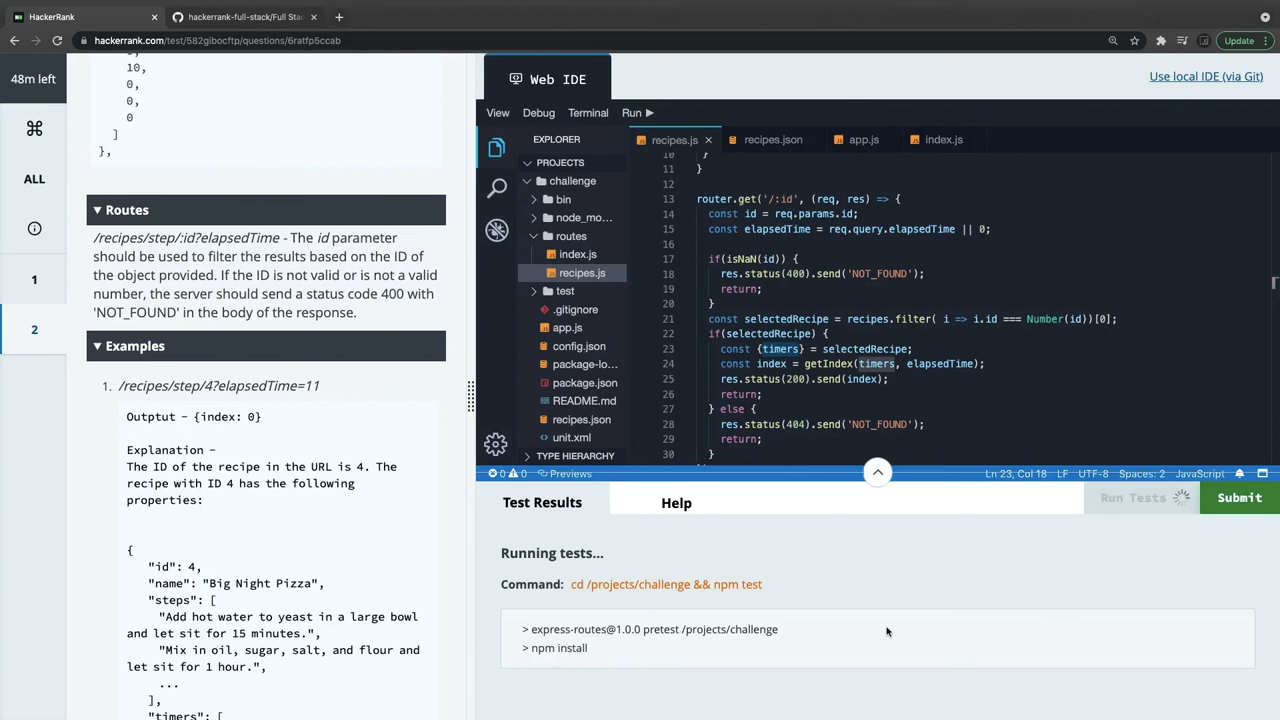 HackerRank
hackerrank-full-stack/Full Stac
hackerrank.com/test/582gibocftp/questions/6ratfp5ccab
Update
48m left
ALL
1
2
10,
0,
0,
0
]
},
Routes
/recipes/step/:id?elapsedTime - The id parameter
should be used to filter the results based on the ID of
the object provided. If the ID is not valid or is not a valid
number, the server should send a status code 400 with
'NOT_FOUND' in the body of the response.
Examples
1. /recipes/step/4?elapsedTime=11
Outptut - {index: 0}
Explanation -
The ID of the recipe in the URL is 4. The
recipe with ID 4 has the following
properties:
{
"id": 4,
"name": "Big Night Pizza",
"steps": [
"Add hot water to yeast in a large bowl
and let sit for 15 minutes.",
"Mix in oil, sugar, salt, and flour and
let sit for 1 hour.",
...
],
"timers": [
Web IDE
Use local IDE (via Git)
View Debug Terminal Run
EXPLORER
PROJECTS
challenge
bin
node_mo...
routes
index.js
recipes.js
test
.gitignore
app.js
config.json
package-lo...
package.json
README.md
recipes.json
unit.xml
TYPE HIERARCHY
recipes.js recipes.json app.js index.js
10 }
11 }
12
13 router.get('/:id', (req, res) => {
14 const id = req.params.id;
15 const elapsedTime = req.query.elapsedTime || 0;
16
17 if(isNaN(id)) {
18 res.status(400).send('NOT_FOUND');
19 return;
20 }
21 const selectedRecipe = recipes.filter( i => i.id === Number(id))[0];
22 if(selectedRecipe) {
23 const {timers} = selectedRecipe;
24 const index = getIndex(timers, elapsedTime);
25 res.status(200).send(index);
26 return;
27 } else {
28 res.status(404).send('NOT_FOUND');
29 return;
30 }
0 0 Previews
Ln 23, Col 18 LF UTF-8 Spaces: 2 JavaScript
Test Results Help
Run Tests Submit
Running tests...
Command: cd /projects/challenge && npm test
> express-routes@1.0.0 pretest /projects/challenge
> npm install